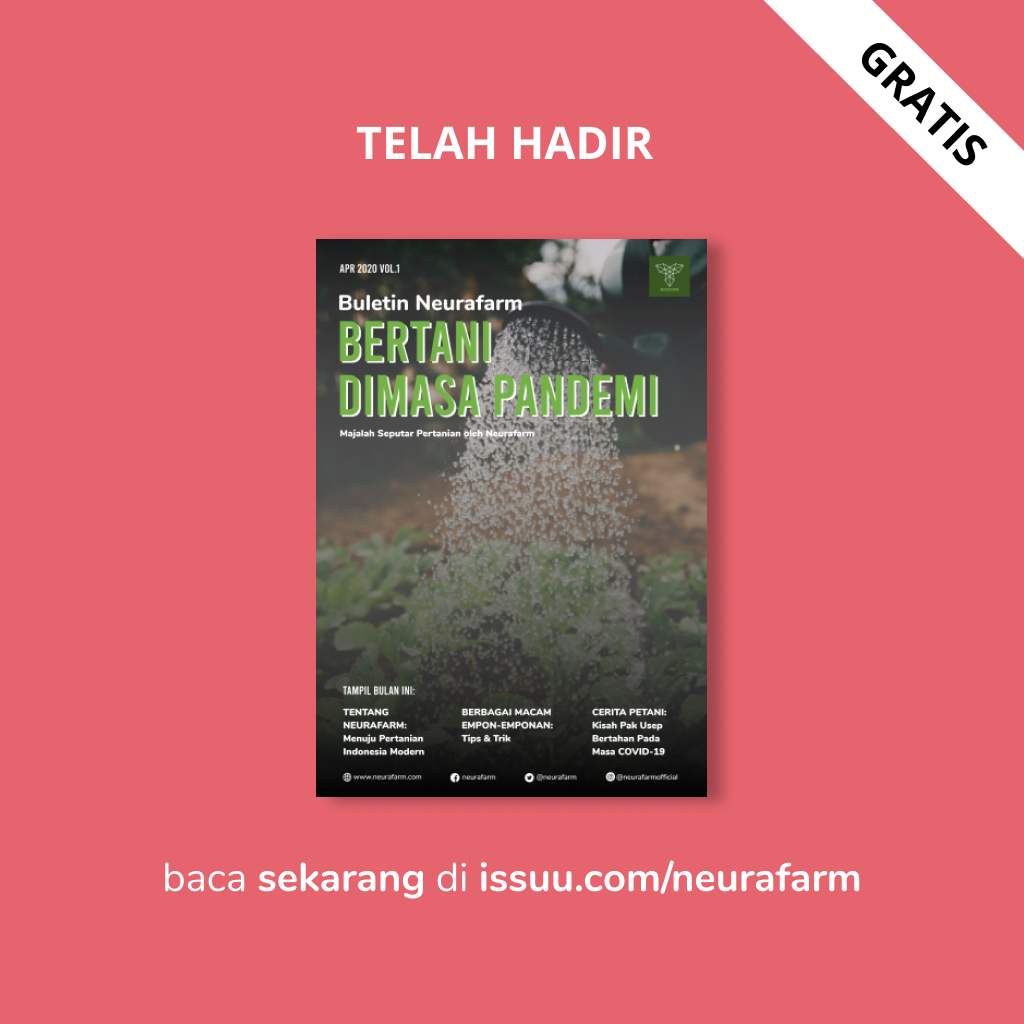 GRATIS
TELAH HADIR
APR 2020 VOL.1
Buletin Neurafarm
BERTANI
DIMASA PANDEMI
Majalah Seputar Pertanian oleh Neurafarm
TAMPIL BULAN INI:
TENTANG
NEURAFARM:
Menuju Pertanian
Indonesia Modern
BERBAGAI MACAM
EMPON-EMPONAN:
Tips & Trik
CERITA PETANI:
Kisah Pak Usep
Bertahan Pada
Masa COVID-19
www.neurafarm.com
neurafarm
@neurafarm
@neurafarmofficial
baca sekarang di issuu.com/neurafarm